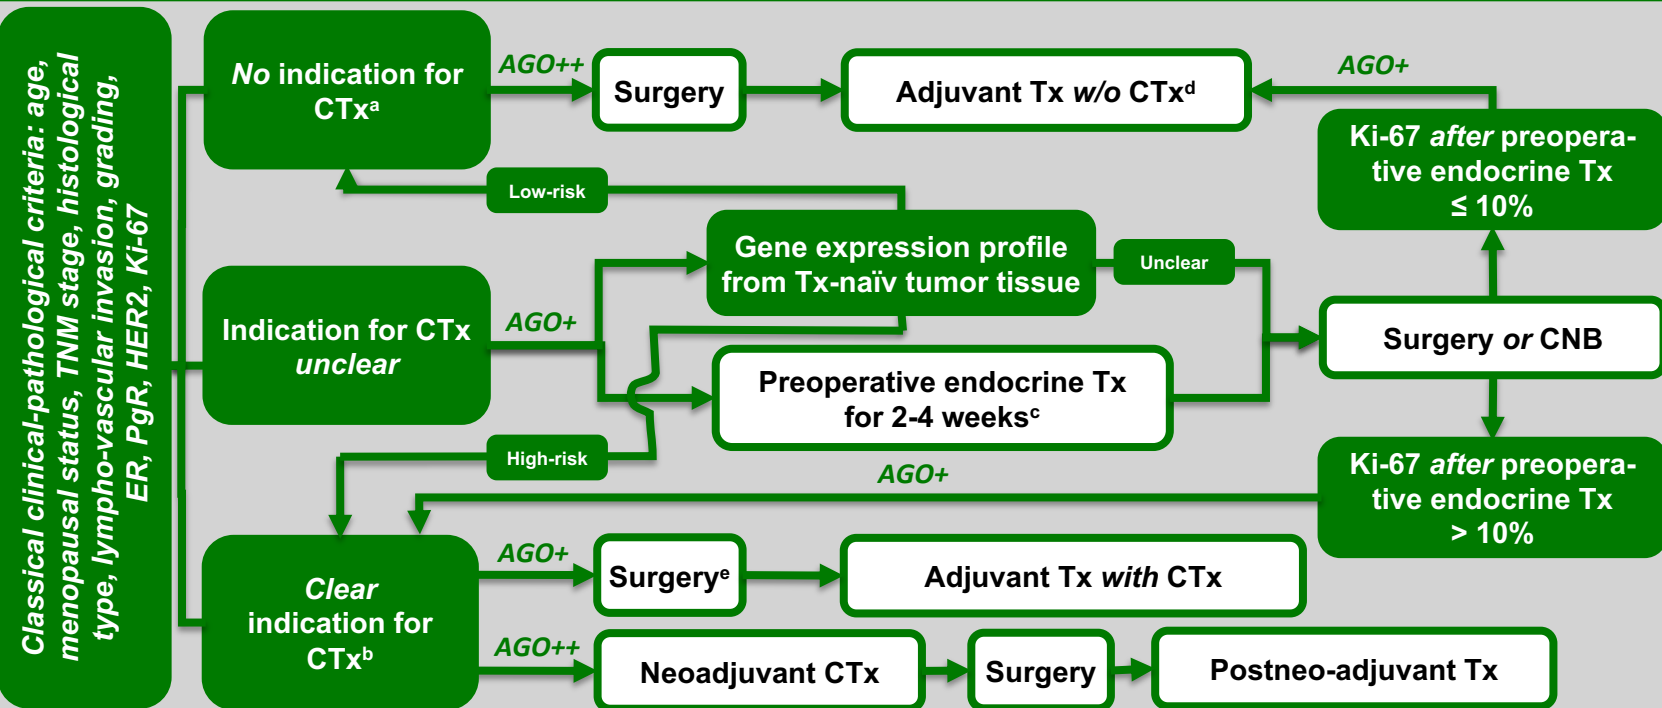 Classical clinical-pathological criteria: age,
menopausal status, TNM stage, histological
type, lympho-vascular invasion, grading,
ER, PgR, HER2, Ki-67
No indication for
CTxᵃ
AGO++
Surgery
Adjuvant Tx w/o CTxᵈ
AGO+
Ki-67 after preopera-
tive endocrine Tx
≤ 10%
Low-risk
Gene expression profile
from Tx-naïv tumor tissue
Unclear
Indication for CTx
unclear
AGO+
Surgery or CNB
Preoperative endocrine Tx
for 2-4 weeksᶜ
High-risk
AGO+
Ki-67 after preopera-
tive endocrine Tx
> 10%
Clear
indication for
CTxᵇ
AGO+
Surgeryᵉ
Adjuvant Tx with CTx
AGO++
Neoadjuvant CTx
Surgery
Postneo-adjuvant Tx